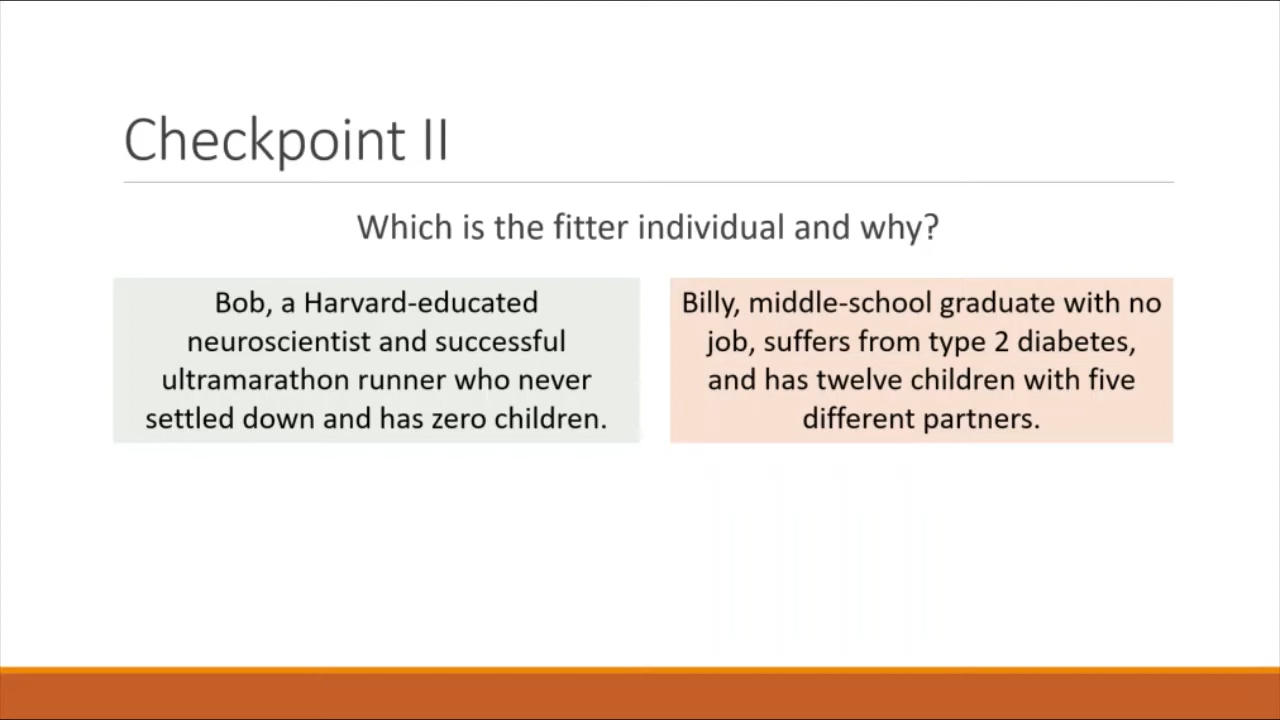 Checkpoint II
Which is the fitter individual and why?
Bob, a Harvard-educated
neuroscientist and successful
ultramarathon runner who never
settled down and has zero children.
Billy, middle-school graduate with no
job, suffers from type 2 diabetes,
and has twelve children with five
different partners.